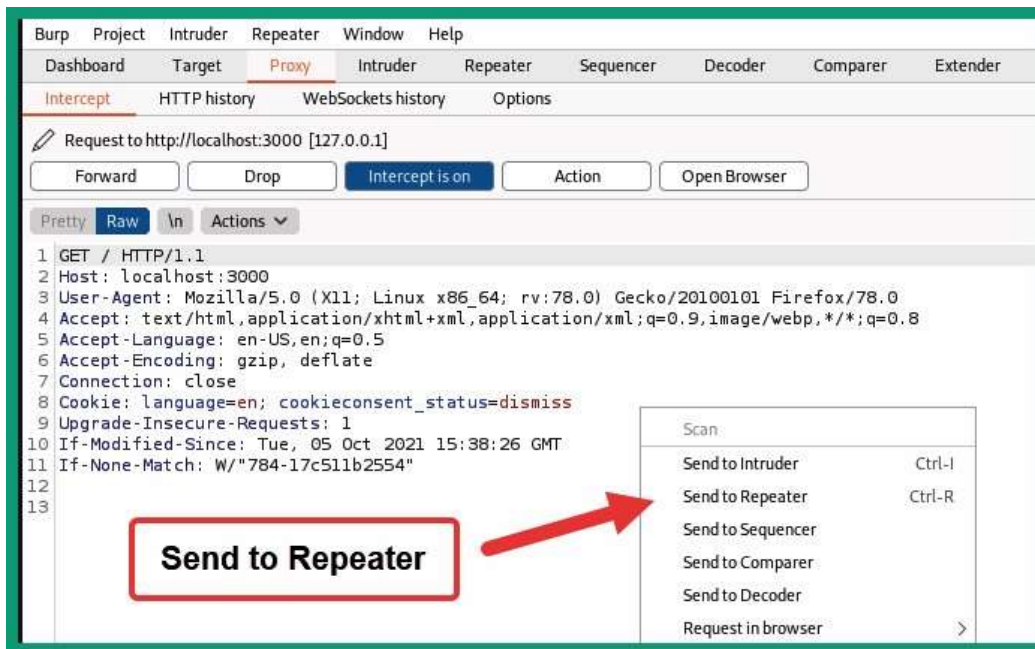 Burp Project Intruder Repeater Window Help
Dashboard Target Proxy Intruder Repeater Sequencer Decoder Comparer Extender
Intercept HTTP history WebSockets history Options
Request to http://localhost:3000 [127.0.0.1]
Forward Drop Intercept is on Action Open Browser
Pretty Raw \n Actions
1 GET / HTTP/1.1
2 Host: localhost:3000
3 User-Agent: Mozilla/5.0 (X11; Linux x86_64; rv:78.0) Gecko/20100101 Firefox/78.0
4 Accept: text/html,application/xhtml+xml,application/xml;q=0.9,image/webp,*/*;q=0.8
5 Accept-Language: en-US,en;q=0.5
6 Accept-Encoding: gzip, deflate
7 Connection: close
8 Cookie: language=en; cookieconsent_status=dismiss
9 Upgrade-Insecure-Requests: 1
10 If-Modified-Since: Tue, 05 Oct 2021 15:38:26 GMT
11 If-None-Match: W/"784-17c511b2554"
12
13
Send to Repeater
Scan
Send to Intruder Ctrl-I
Send to Repeater Ctrl-R
Send to Sequencer
Send to Comparer
Send to Decoder
Request in browser >